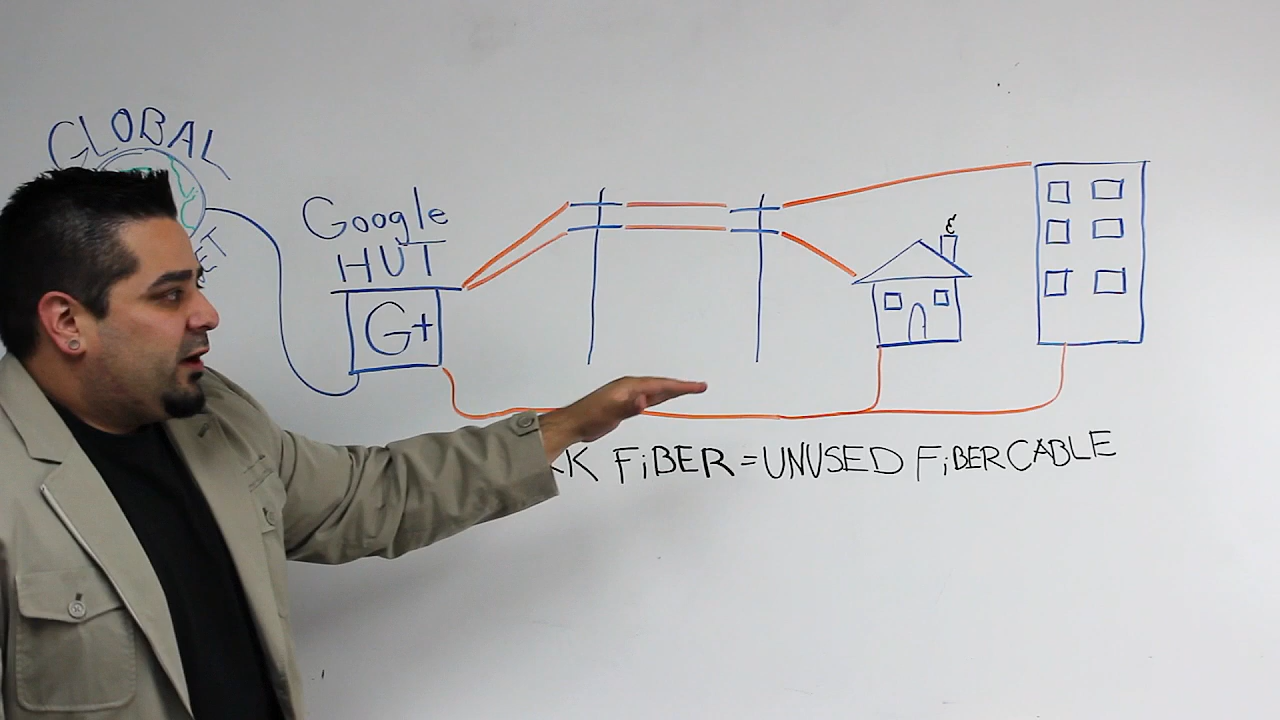 GLOBAL
Google
HUT
G+
FiBER = UNUSED FiBER CABLE